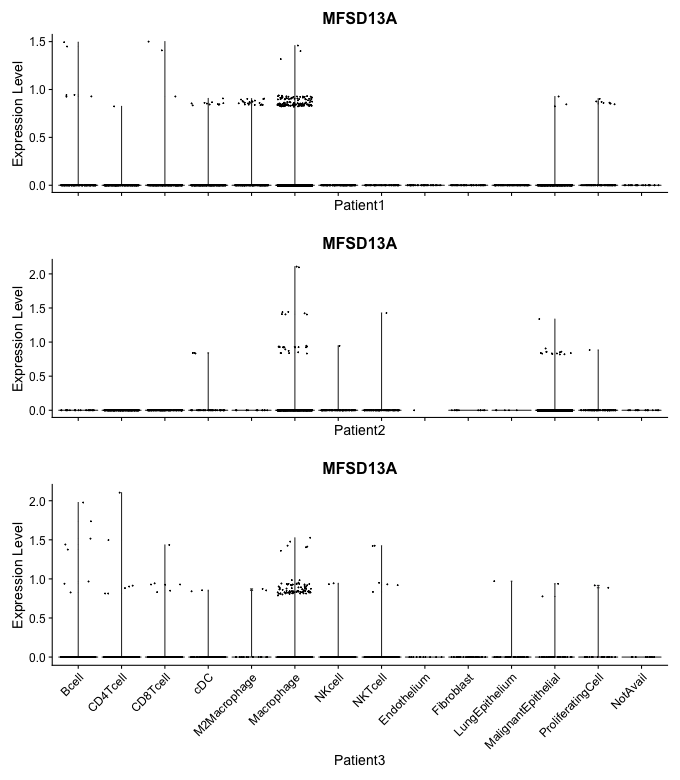 MFSD13A
Expression Level
1.5
1.0
0.5
0.0
Patient1
MFSD13A
Expression Level
2.0
1.5
1.0
0.5
0.0
Patient2
MFSD13A
Expression Level
2.0
1.5
1.0
0.5
0.0
Bcell
CD4Tcell
CD8Tcell
cDC
M2Macrophage
Macrophage
NKcell
NKTcell
Endothelium
Fibroblast
LungEpithelium
MalignantEpithelial
ProliferatingCell
NotAvail
Patient3